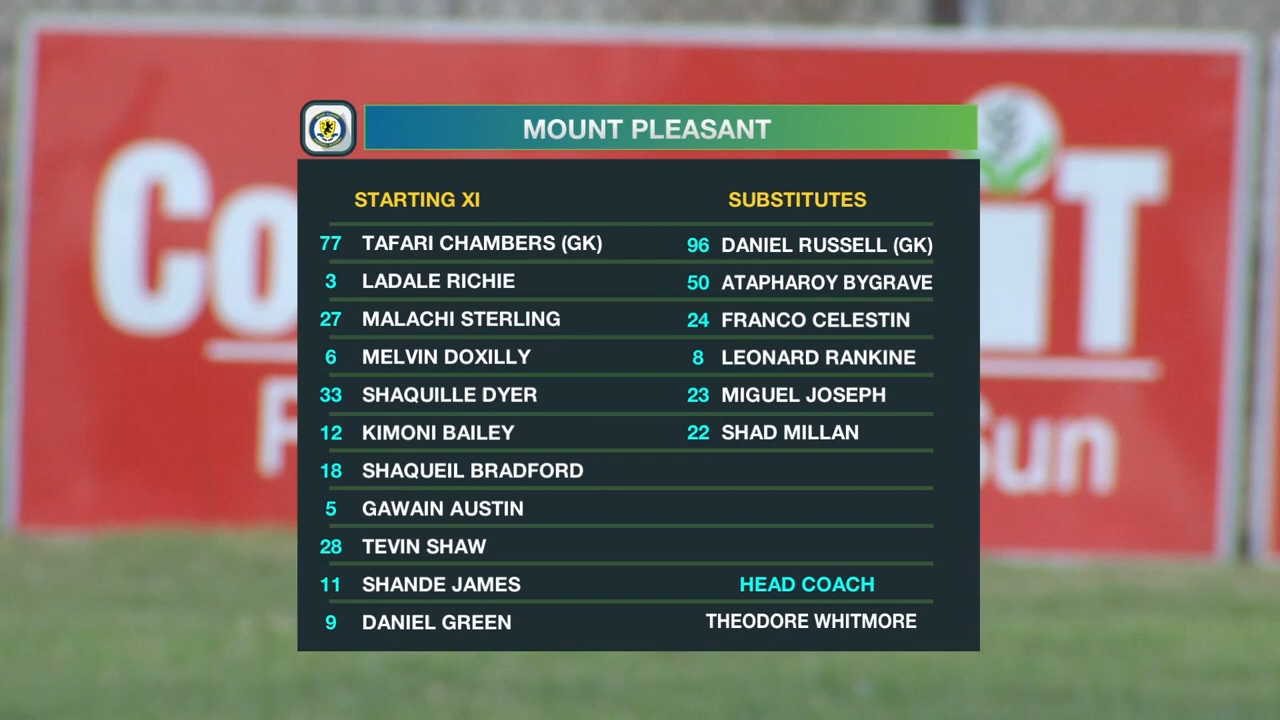 MOUNT PLEASANT
STARTING XI
77 TAFARI CHAMBERS (GK)
3 LADALE RICHIE
27 MALACHI STERLING
6 MELVIN DOXILLY
33 SHAQUILLE DYER
12 KIMONI BAILEY
18 SHAQUEIL BRADFORD
5 GAWAIN AUSTIN
28 TEVIN SHAW
11 SHANDE JAMES
9 DANIEL GREEN
SUBSTITUTES
96 DANIEL RUSSELL (GK)
50 ATAPHAROY BYGRAVE
24 FRANCO CELESTIN
8 LEONARD RANKINE
23 MIGUEL JOSEPH
22 SHAD MILLAN
HEAD COACH
THEODORE WHITMORE